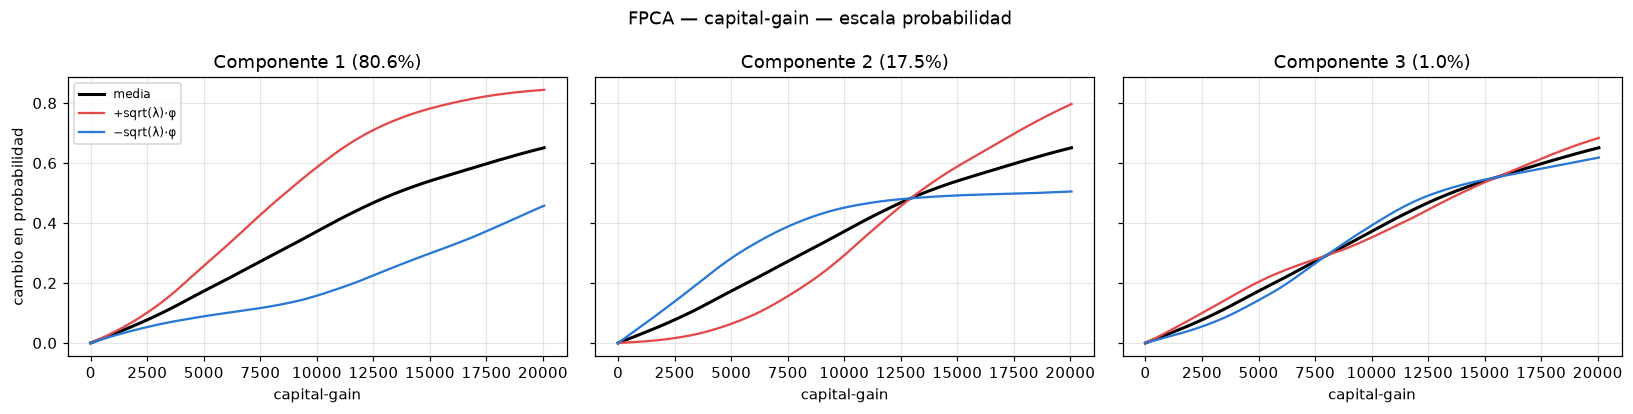 FPCA — capital-gain — escala probabilidad
Componente 1 (80.6%)
Componente 2 (17.5%)
Componente 3 (1.0%)
media
+sqrt(λ)·φ
−sqrt(λ)·φ
cambio en probabilidad
0.8
0.6
0.4
0.2
0.0
0 2500 5000 7500 10000 12500 15000 17500 20000
0 2500 5000 7500 10000 12500 15000 17500 20000
0 2500 5000 7500 10000 12500 15000 17500 20000
capital-gain
capital-gain
capital-gain